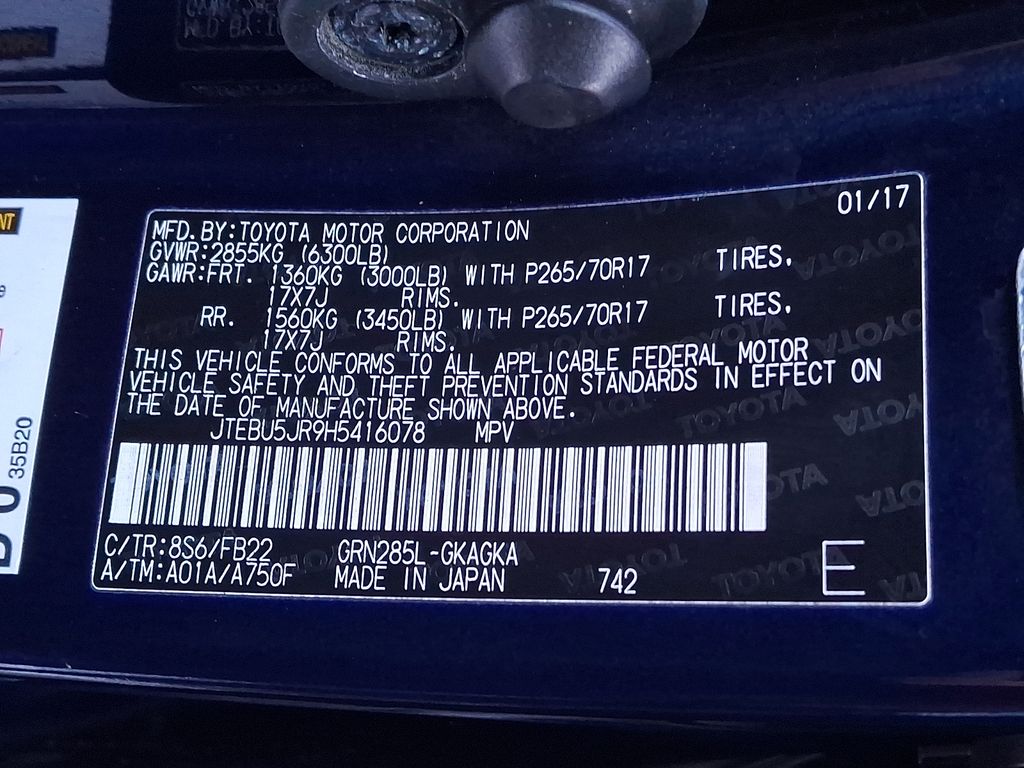 01/17
MFD.BY:TOYOTA MOTOR CORPORATION
GVWR:2855KG (6300LB)
GAWR:FRT. 1360KG (3000LB) WITH P265/70R17 TIRES,
17X7J RIMS.
RR. 1560KG (3450LB) WITH P265/70R17 TIRES,
17X7J RIMS.
THIS VEHICLE CONFORMS TO ALL APPLICABLE FEDERAL MOTOR
VEHICLE SAFETY AND THEFT PREVENTION STANDARDS IN EFFECT ON
THE DATE OF MANUFACTURE SHOWN ABOVE.
JTEBU5JR9H5416078 MPV
C/TR:8S6/FB22 GRN285L-GKAGKA
A/TM:A01A/A750F MADE IN JAPAN 742 E
35B20
TOYOTA